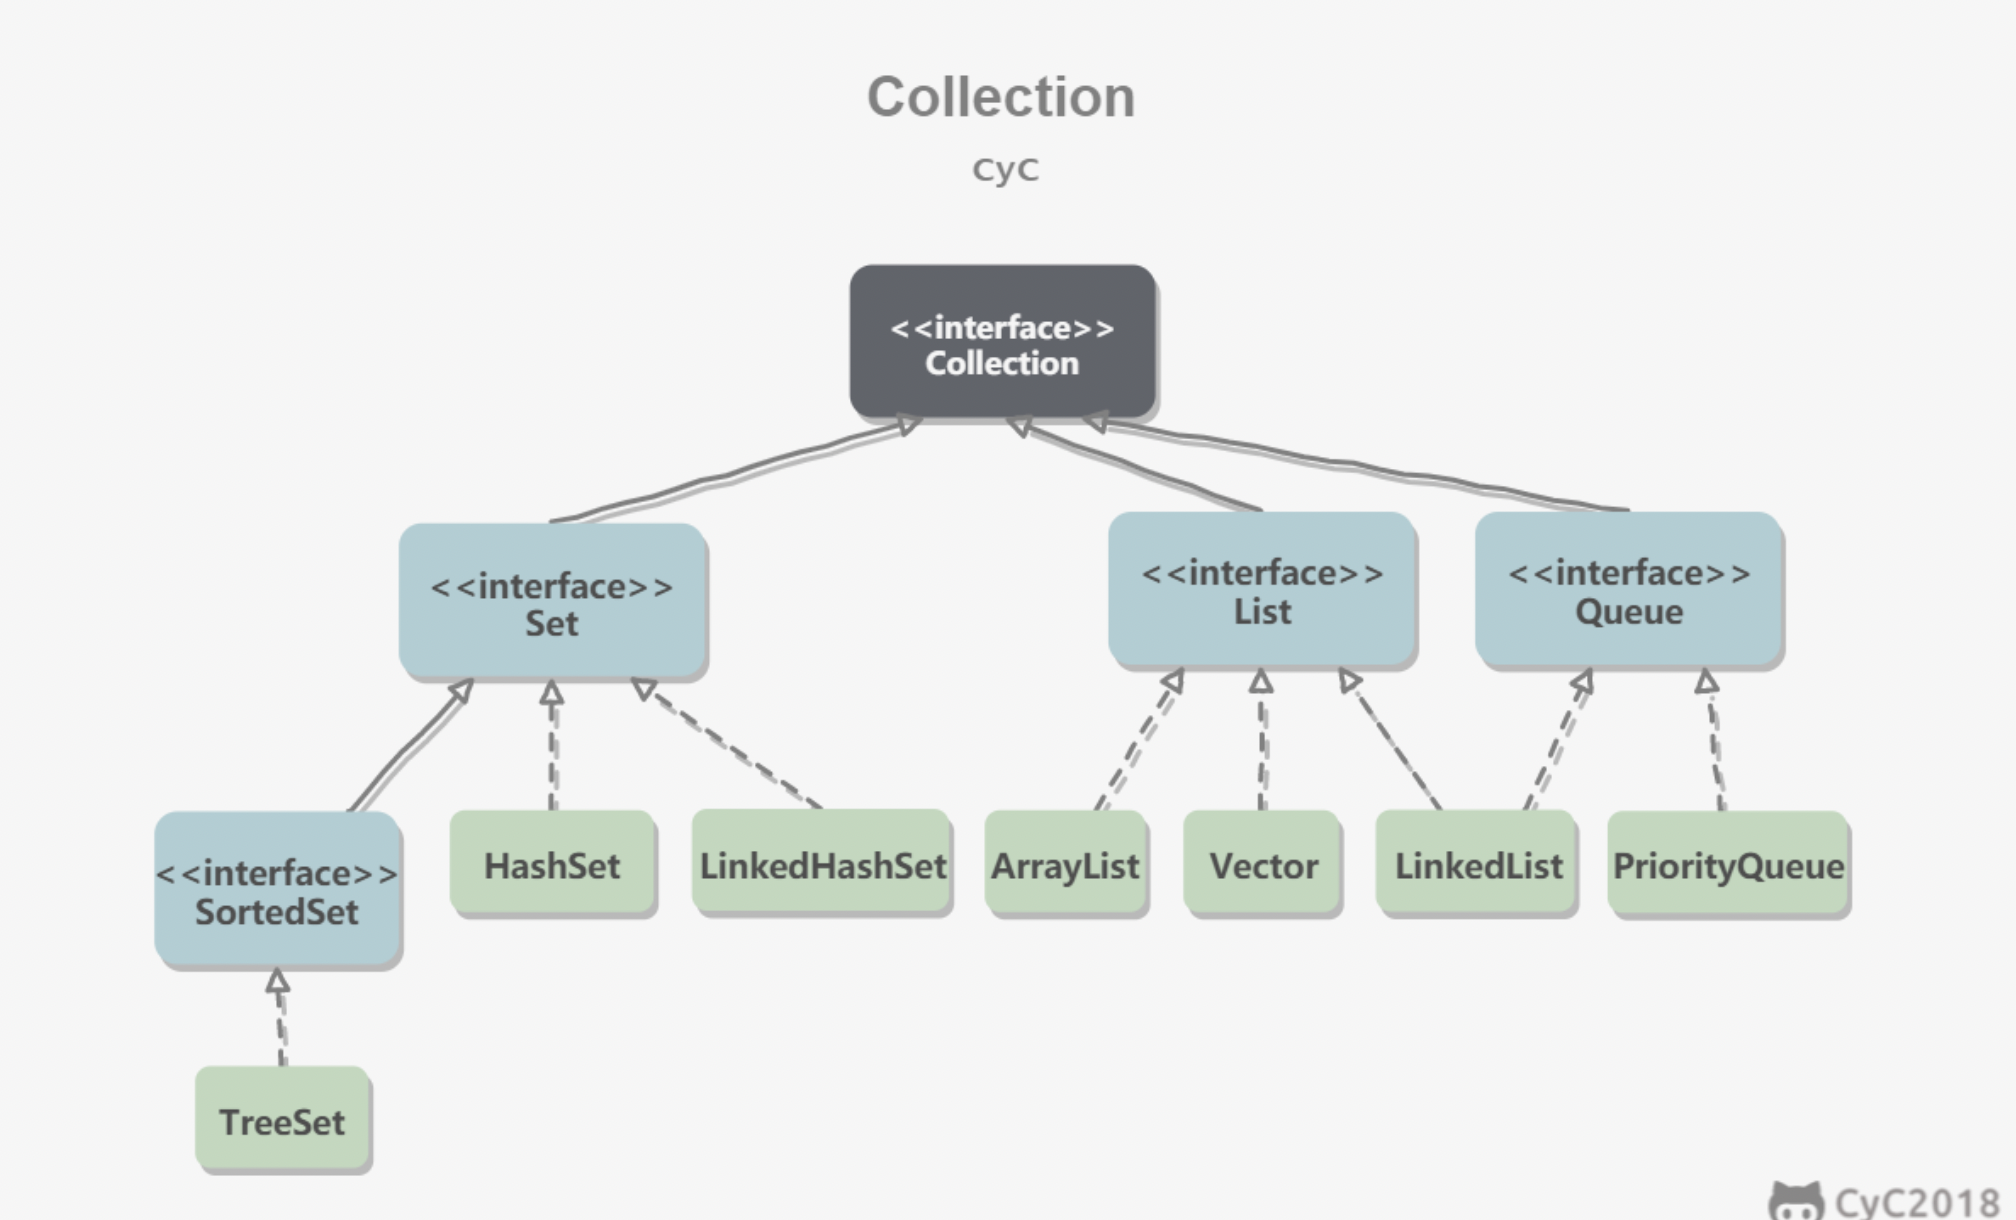 Collection
CyC
<<interface>>
Collection
<<interface>>
Set
<<interface>>
List
<<interface>>
Queue
<<interface>>
SortedSet
HashSet
LinkedHashSet
ArrayList
Vector
LinkedList
PriorityQueue
TreeSet
CyC2018